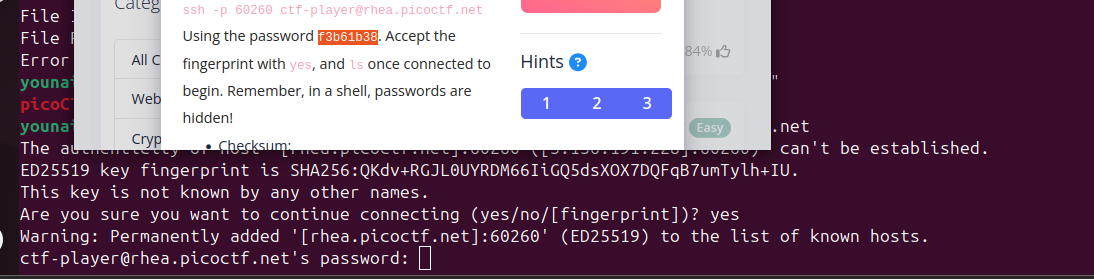 File I
File F
Error
youna
picoC
youna
Categ
All C
Web
Cryp
ssh -p 60260 ctf-player@rhea.picoctf.net
Using the password f3b61b38. Accept the
fingerprint with yes, and ls once connected to
begin. Remember, in a shell, passwords are
hidden!
• Checksum:
Hints ?
1 2 3
84%
"
Easy
.net
The authenticity of host '[rhea.picoctf.net]:60260 can't be established.
ED25519 key fingerprint is SHA256:QKdv+RGJL0UYRDM66IiGQ5dsXOX7DQFqB7umTylh+IU.
This key is not known by any other names.
Are you sure you want to continue connecting (yes/no/[fingerprint])? yes
Warning: Permanently added '[rhea.picoctf.net]:60260' (ED25519) to the list of known hosts.
ctf-player@rhea.picoctf.net's password: